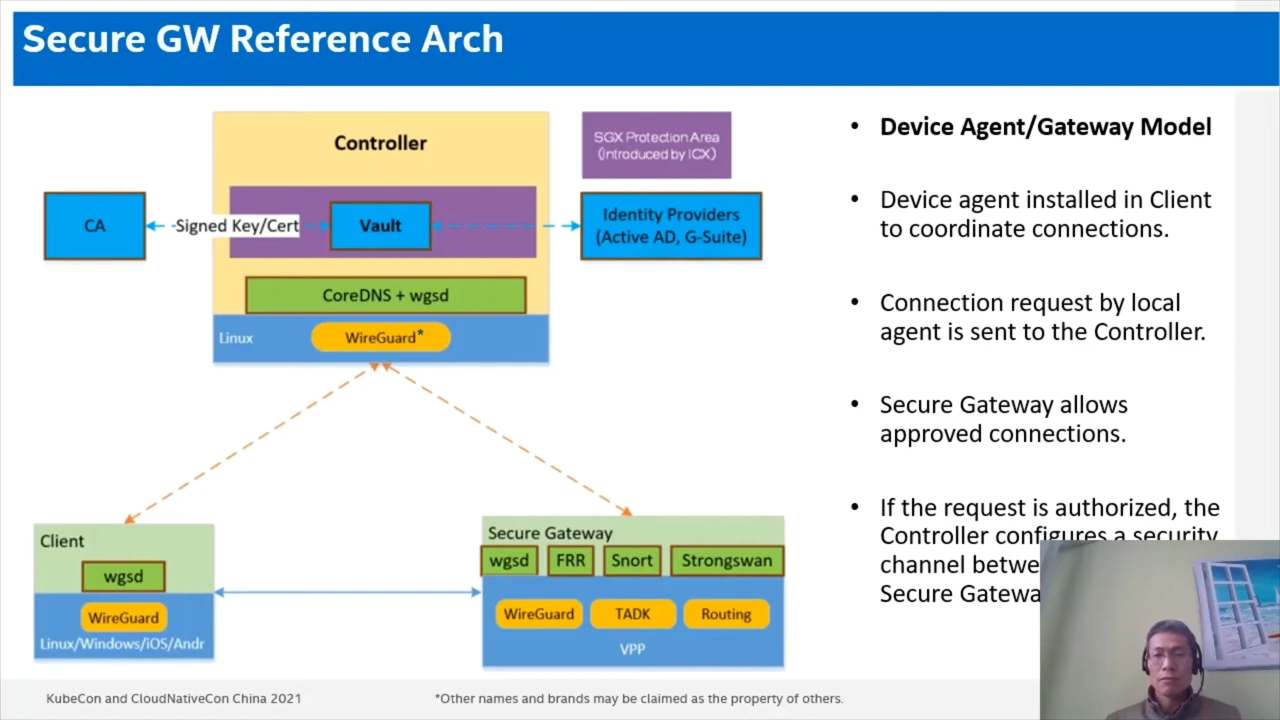 Secure GW Reference Arch
Controller
SGX Protection Area
(introduced by ICX)
CA
Signed Key/Cert
Vault
Identity Providers
(Active AD, G-Suite)
CoreDNS + wgsd
Linux
WireGuard*
Client
wgsd
WireGuard
Linux/Windows/iOS/Andr
Secure Gateway
wgsd
FRR
Snort
Strongswan
WireGuard
TADK
Routing
VPP
• Device Agent/Gateway Model
• Device agent installed in Client
to coordinate connections.
• Connection request by local
agent is sent to the Controller.
• Secure Gateway allows
approved connections.
• If the request is authorized, the
Controller configures a security
channel betwe
Secure Gatewa
KubeCon and CloudNativeCon China 2021
*Other names and brands may be claimed as the property of others.